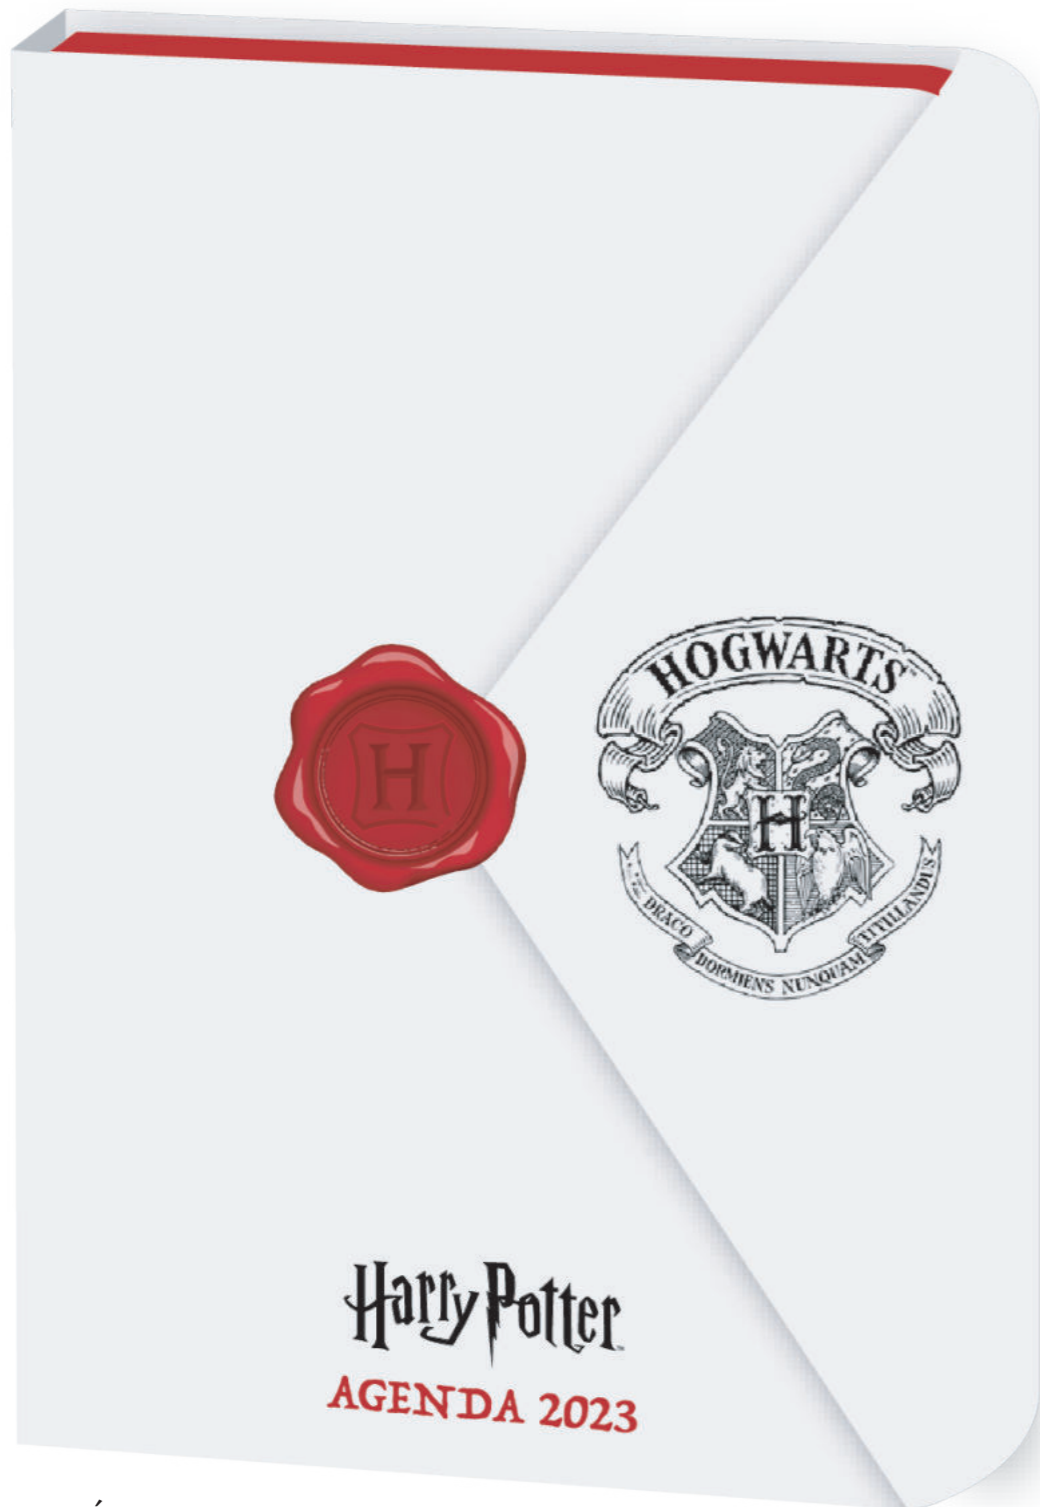 HOGWARTS
H
H
DRACO
DORMIENS NUNQUAM
TITILLANDUS
Harry Potter
AGENDA 2023